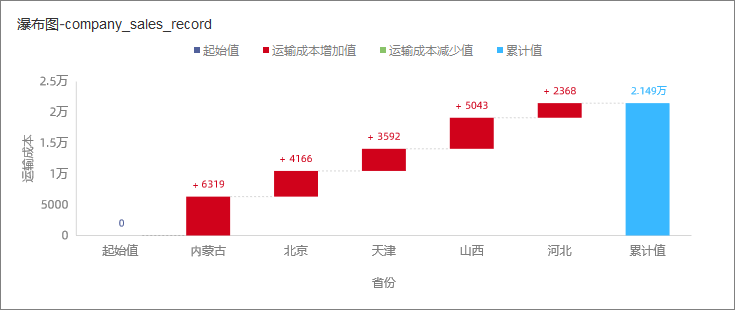 瀑布图-company_sales_record
起始值 运输成本增加值 运输成本减少值 累计值
2.5万
2万
1.5万
1万
5000
0
运输成本
0
+ 6319
+ 4166
+ 3592
+ 5043
+ 2368
2.149万
起始值 内蒙古 北京 天津 山西 河北 累计值
省份